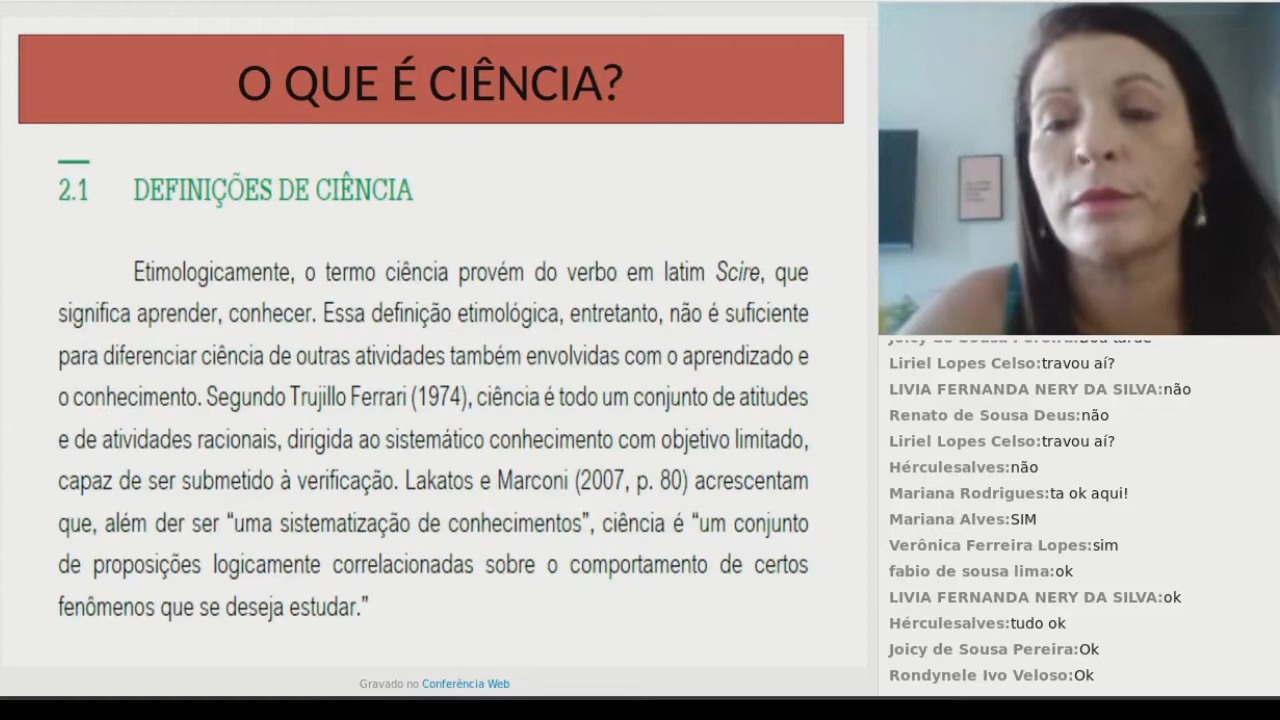 O QUE É CIÊNCIA?
2.1 DEFINIÇÕES DE CIÊNCIA
Etimologicamente, o termo ciência provém do verbo em latim Scire, que
significa aprender, conhecer. Essa definição etimológica, entretanto, não é suficiente
para diferenciar ciência de outras atividades também envolvidas com o aprendizado e
o conhecimento. Segundo Trujillo Ferrari (1974), ciência é todo um conjunto de atitudes
e de atividades racionais, dirigida ao sistemático conhecimento com objetivo limitado,
capaz de ser submetido à verificação. Lakatos e Marconi (2007, p. 80) acrescentam
que, além der ser “uma sistematização de conhecimentos”, ciência é “um conjunto
de proposições logicamente correlacionadas sobre o comportamento de certos
fenômenos que se deseja estudar.”
Gravado no Conferência Web
Liriel Lopes Celso:travou aí?
LIVIA FERNANDA NERY DA SILVA:não
Renato de Sousa Deus:não
Liriel Lopes Celso:travou aí?
Hérculesalves:não
Mariana Rodrigues:ta ok aqui!
Mariana Alves:SIM
Verônica Ferreira Lopes:sim
fabio de sousa lima:ok
LIVIA FERNANDA NERY DA SILVA:ok
Hérculesalves:tudo ok
Joicy de Sousa Pereira:Ok
Rondynele Ivo Veloso:Ok